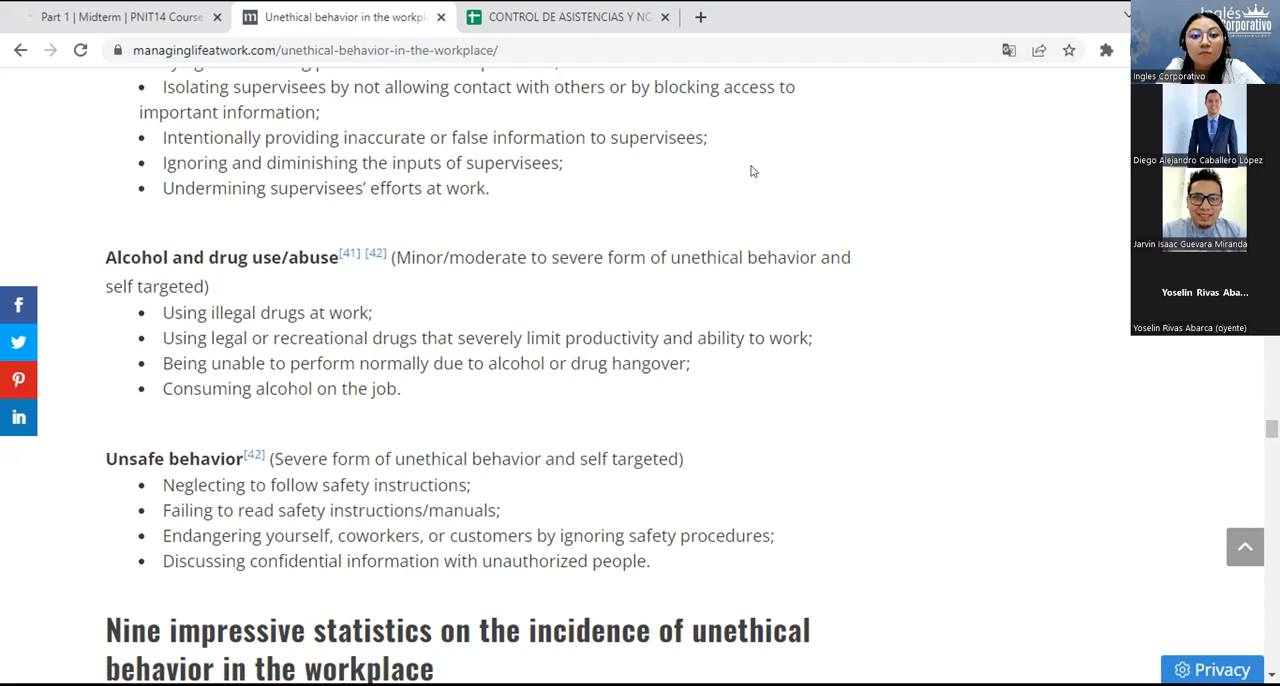 Part 1 | Midterm | PNIT14 Course
Unethical behavior in the workpl
CONTROL DE ASISTENCIAS Y NO
managinglifeatwork.com/unethical-behavior-in-the-workplace/
Isolating supervisees by not allowing contact with others or by blocking access to
important information;
Intentionally providing inaccurate or false information to supervisees;
Ignoring and diminishing the inputs of supervisees;
Undermining supervisees' efforts at work.
Alcohol and drug use/abuse[41] [42] (Minor/moderate to severe form of unethical behavior and
self targeted)
Using illegal drugs at work;
Using legal or recreational drugs that severely limit productivity and ability to work;
Being unable to perform normally due to alcohol or drug hangover;
Consuming alcohol on the job.
Unsafe behavior[42] (Severe form of unethical behavior and self targeted)
Neglecting to follow safety instructions;
Failing to read safety instructions/manuals;
Endangering yourself, coworkers, or customers by ignoring safety procedures;
Discussing confidential information with unauthorized people.
Nine impressive statistics on the incidence of unethical
behavior in the workplace
Privacy
Inglés
Ingles Corporativo
Diego Alejandro Caballero López
Jarvin Isaac Guevara Miranda
Yoselin Rivas Aba...
Yoselin Rivas Abarca (oyente)